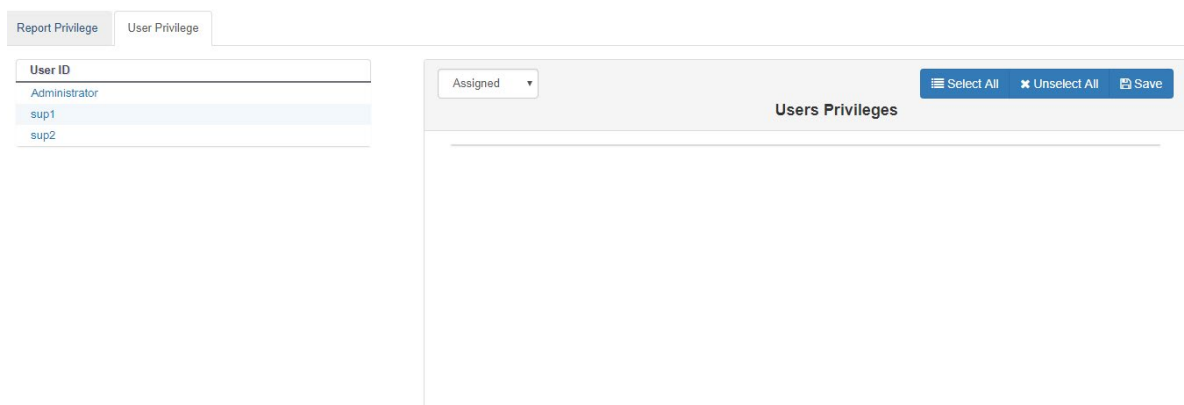 Report Privilege User Privilege
User ID
Administrator
sup1
sup2
Assigned Select All Unselect All Save
Users Privileges